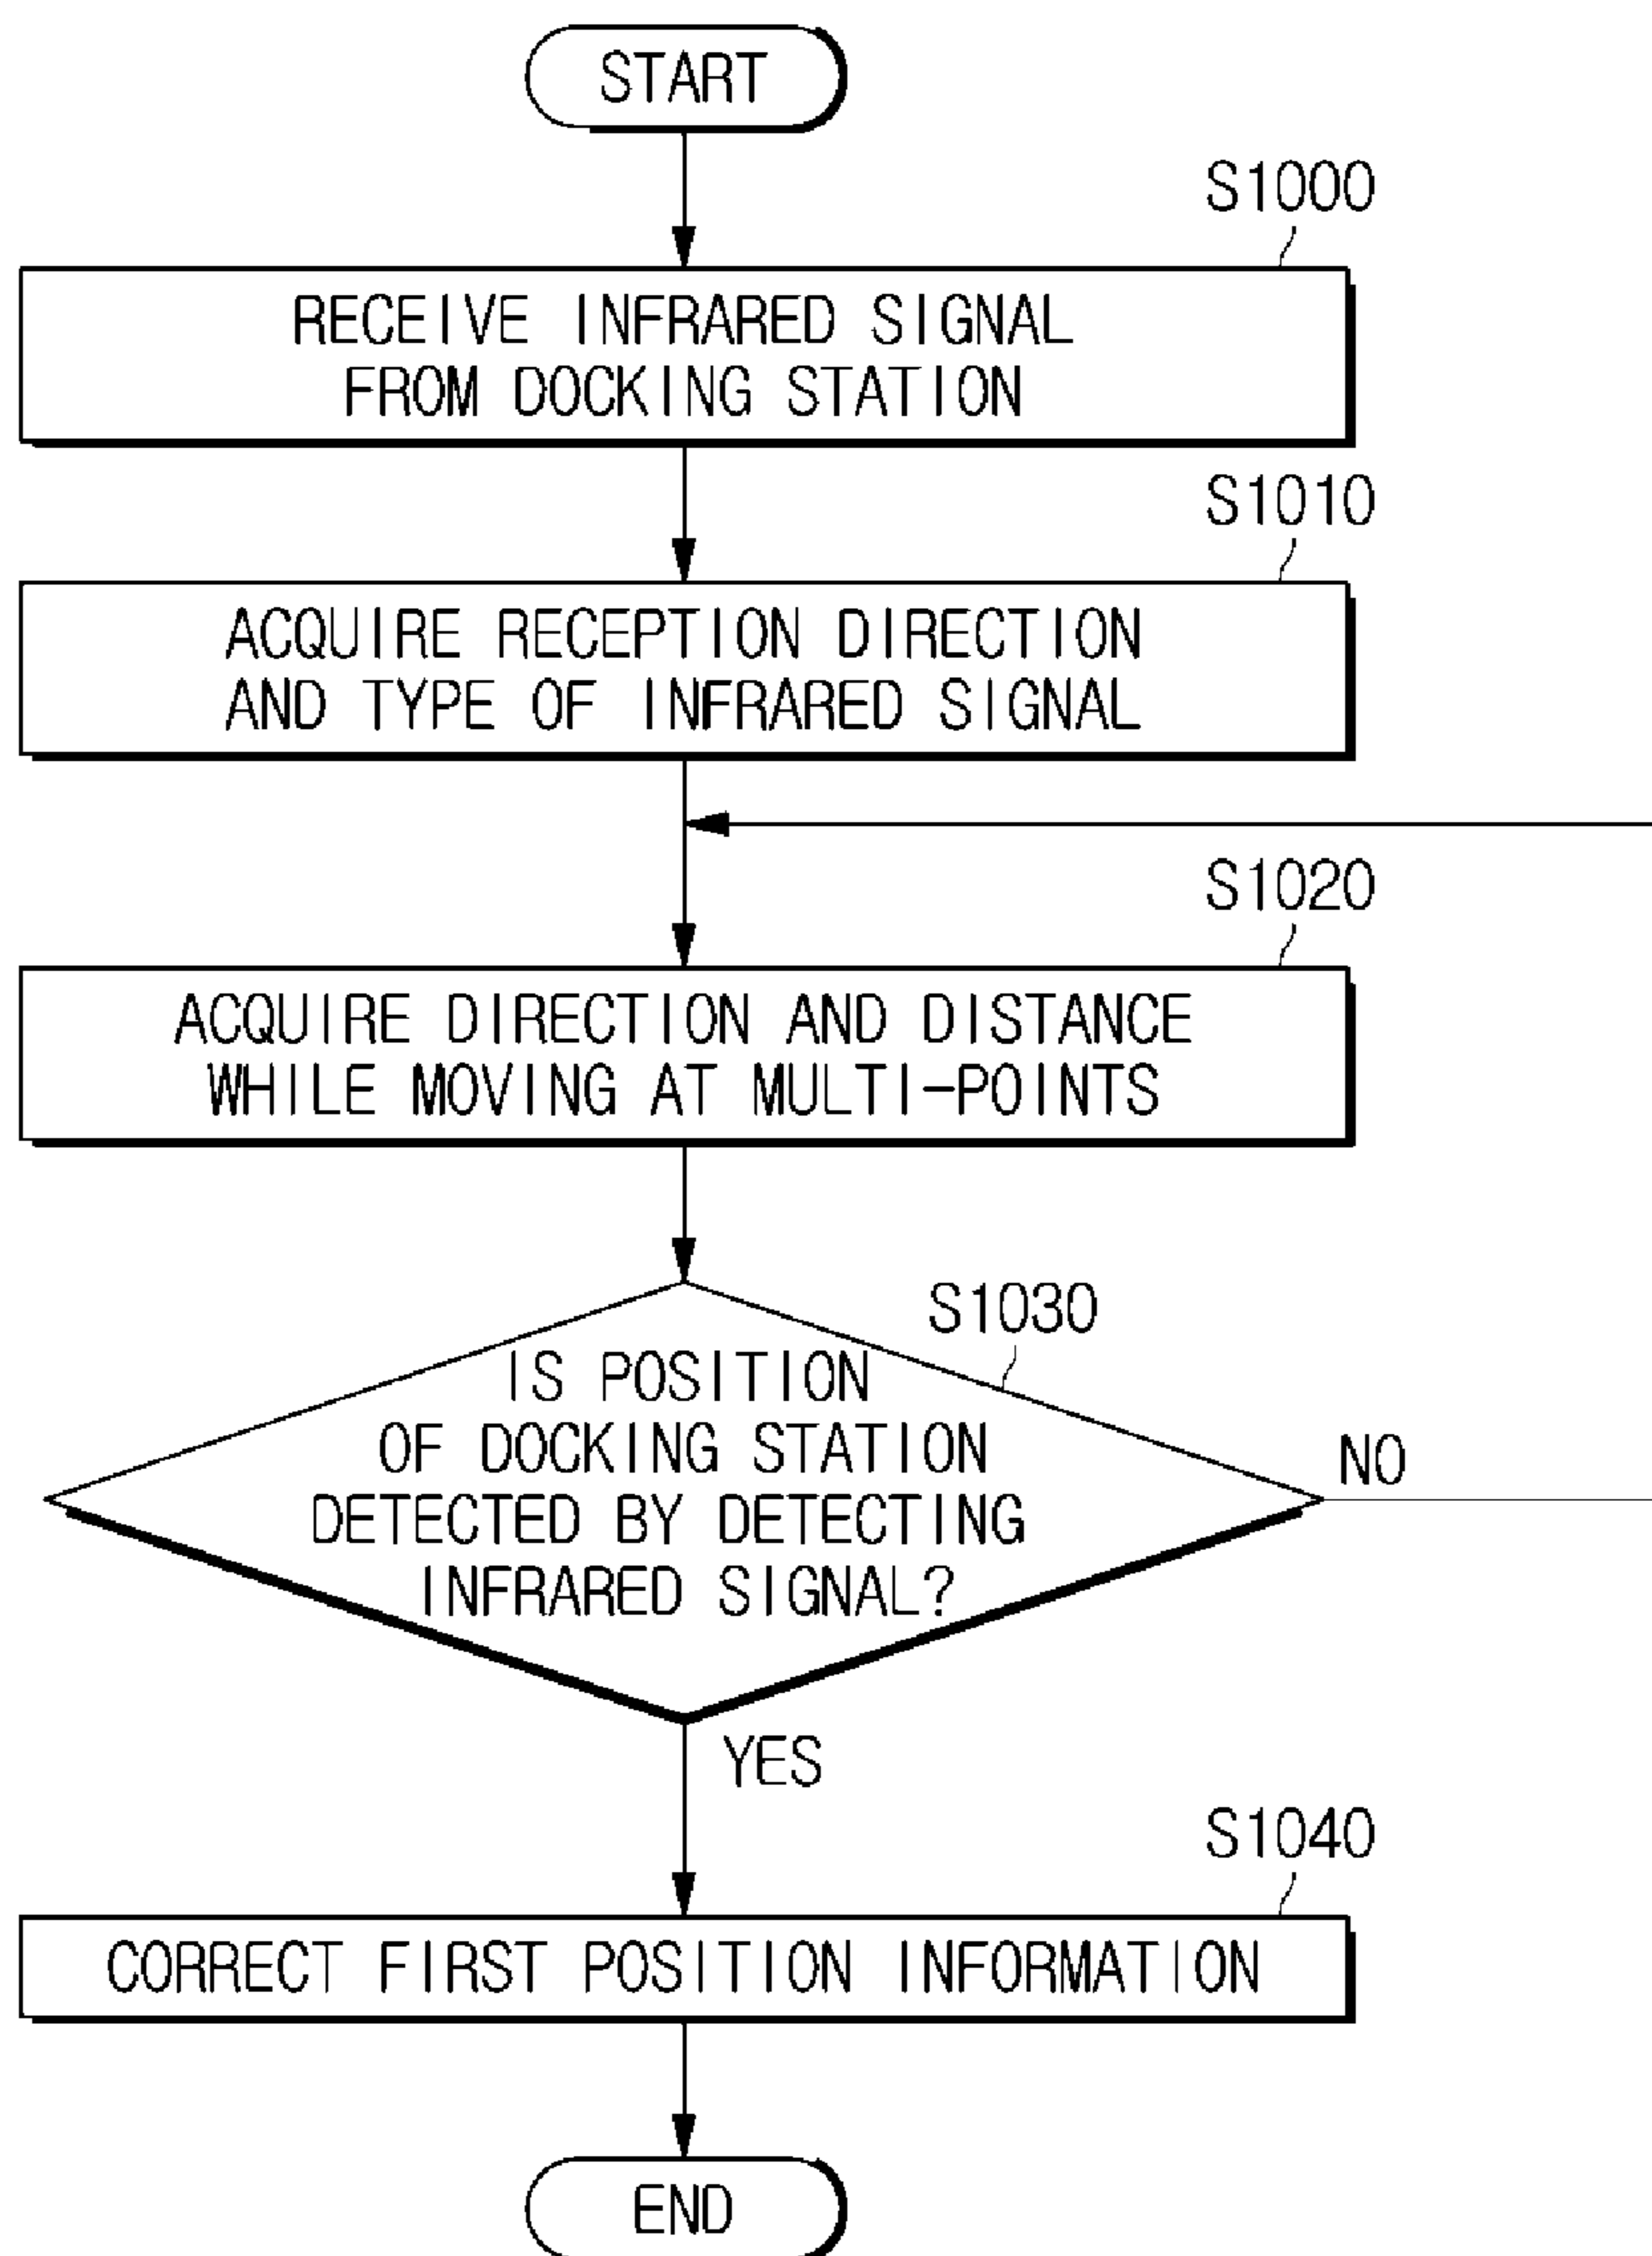 START
S1000
RECEIVE INFRARED SIGNAL
FROM DOCKING STATION
S1010
ACQUIRE RECEPTION DIRECTION
AND TYPE OF INFRARED SIGNAL
S1020
ACQUIRE DIRECTION AND DISTANCE
WHILE MOVING AT MULTI-POINTS
S1030
IS POSITION
OF DOCKING STATION
DETECTED BY DETECTING
INFRARED SIGNAL?
NO
YES
S1040
CORRECT FIRST POSITION INFORMATION
END